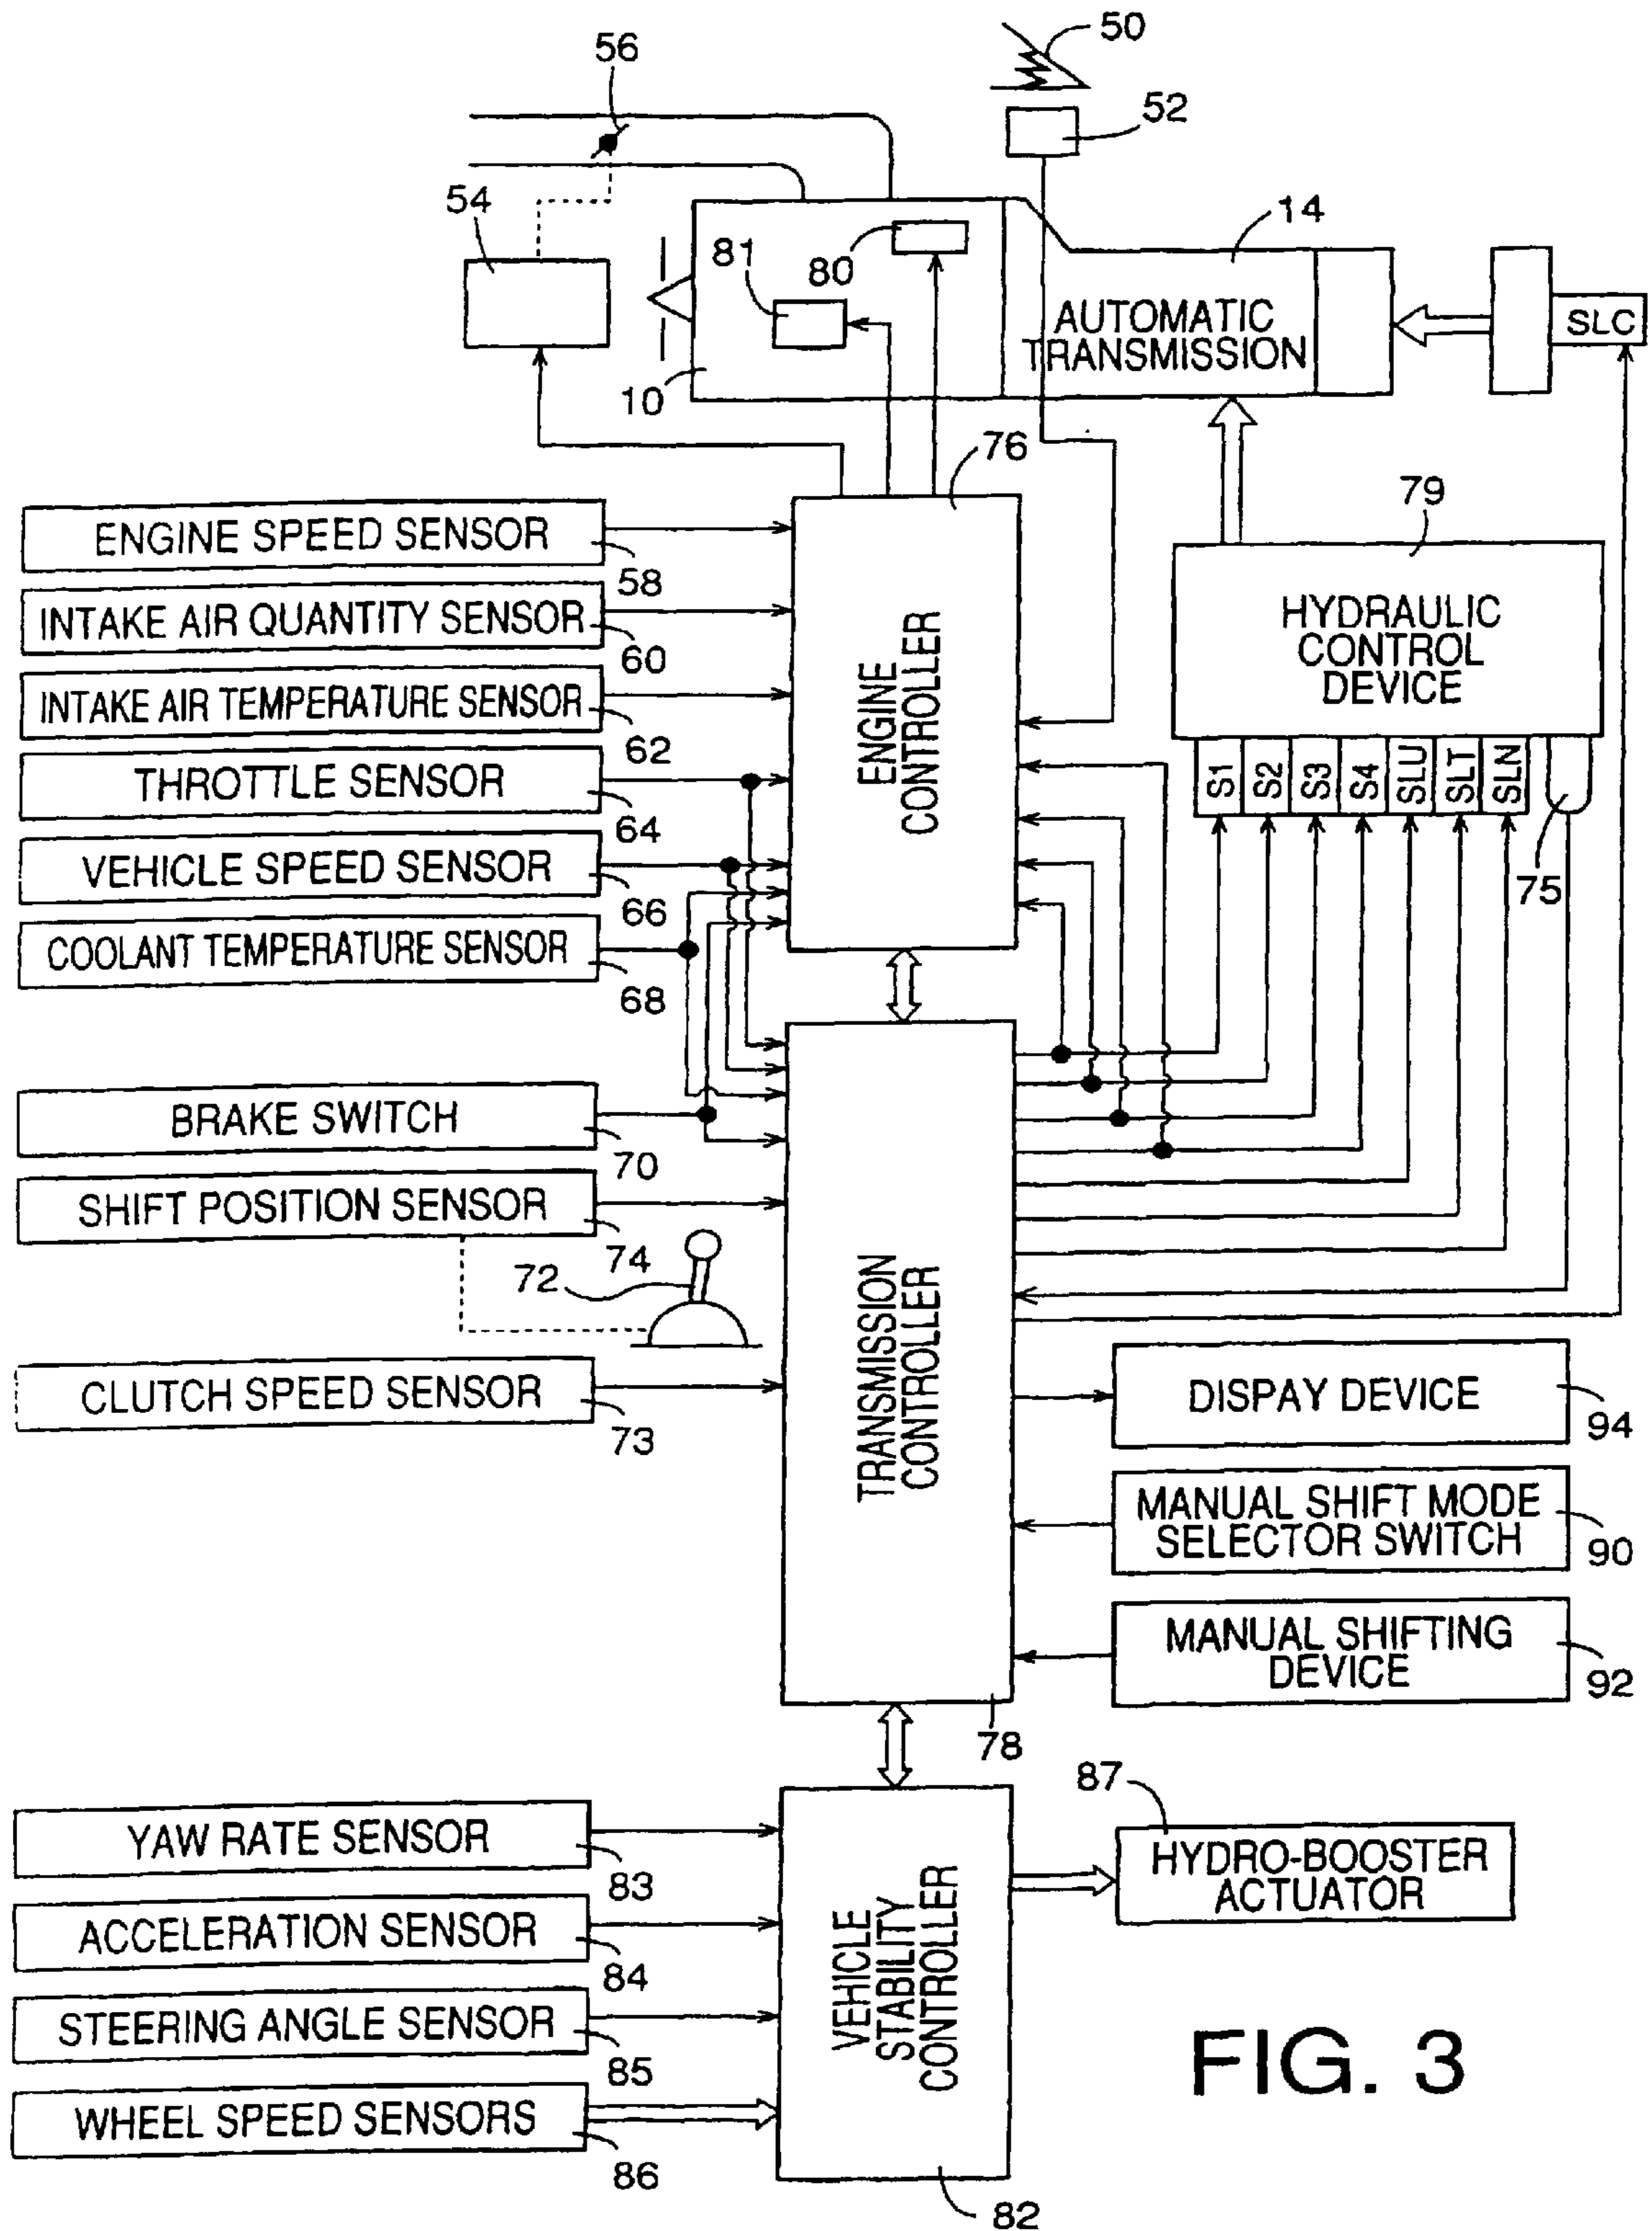 50
56
52
54
14
81
80
SLC
AUTOMATIC
TRANSMISSION
10
76
79
ENGINE SPEED SENSOR
58
INTAKE AIR QUANTITY SENSOR
60
INTAKE AIR TEMPERATURE SENSOR
62
THROTTLE SENSOR
64
VEHICLE SPEED SENSOR
66
COOLANT TEMPERATURE SENSOR
68
ENGINE
CONTROLLER
HYDRAULIC
CONTROL
DEVICE
S1
S2
S3
S4
SLU
SLT
SLN
75
BRAKE SWITCH
70
SHIFT POSITION SENSOR
74
72
CLUTCH SPEED SENSOR
73
TRANSMISSION
CONTROLLER
DISPAY DEVICE
94
MANUAL SHIFT MODE
SELECTOR SWITCH
90
MANUAL SHIFTING
DEVICE
92
78
87
YAW RATE SENSOR
83
ACCELERATION SENSOR
84
STEERING ANGLE SENSOR
85
WHEEL SPEED SENSORS
86
VEHICLE
STABILITY
CONTROLLER
HYDRO-BOOSTER
ACTUATOR
82
FIG. 3